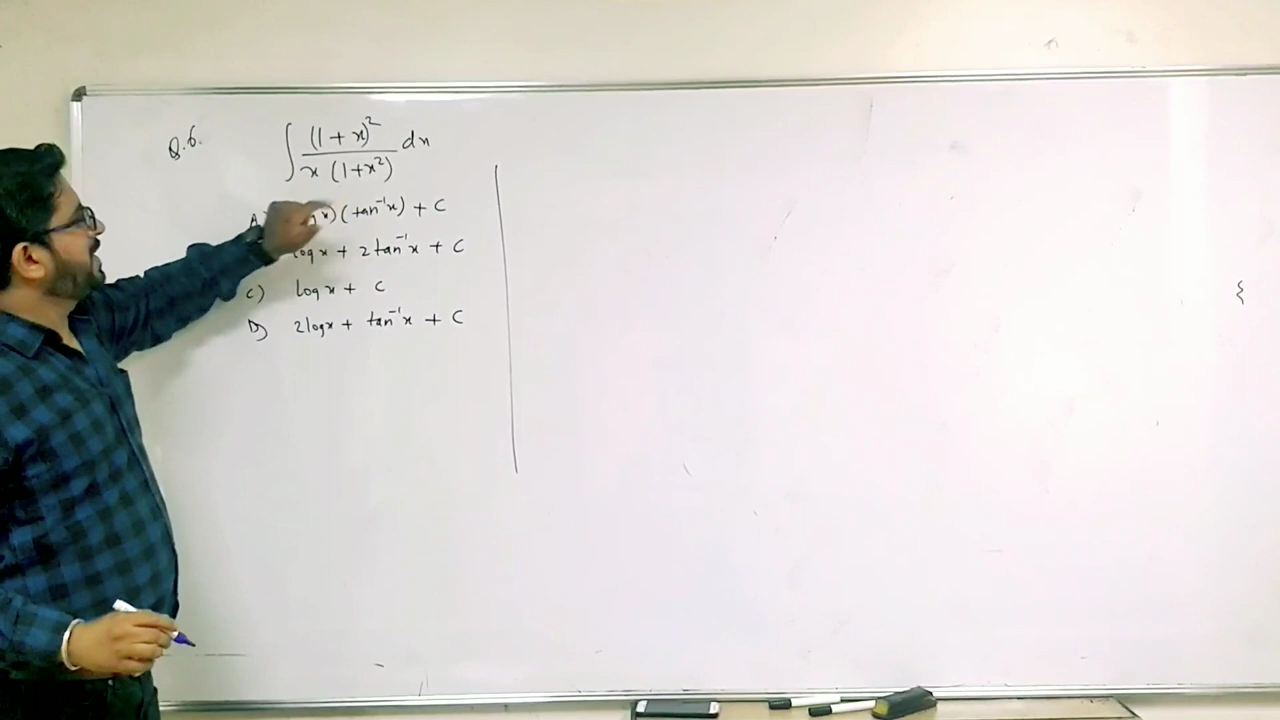 Q.6. ∫ (1+x)² / x (1+x²) dx
A) x) (tan⁻¹x) + C
log x + 2 tan⁻¹x + C
C) log x + C
D) 2 log x + tan⁻¹x + C